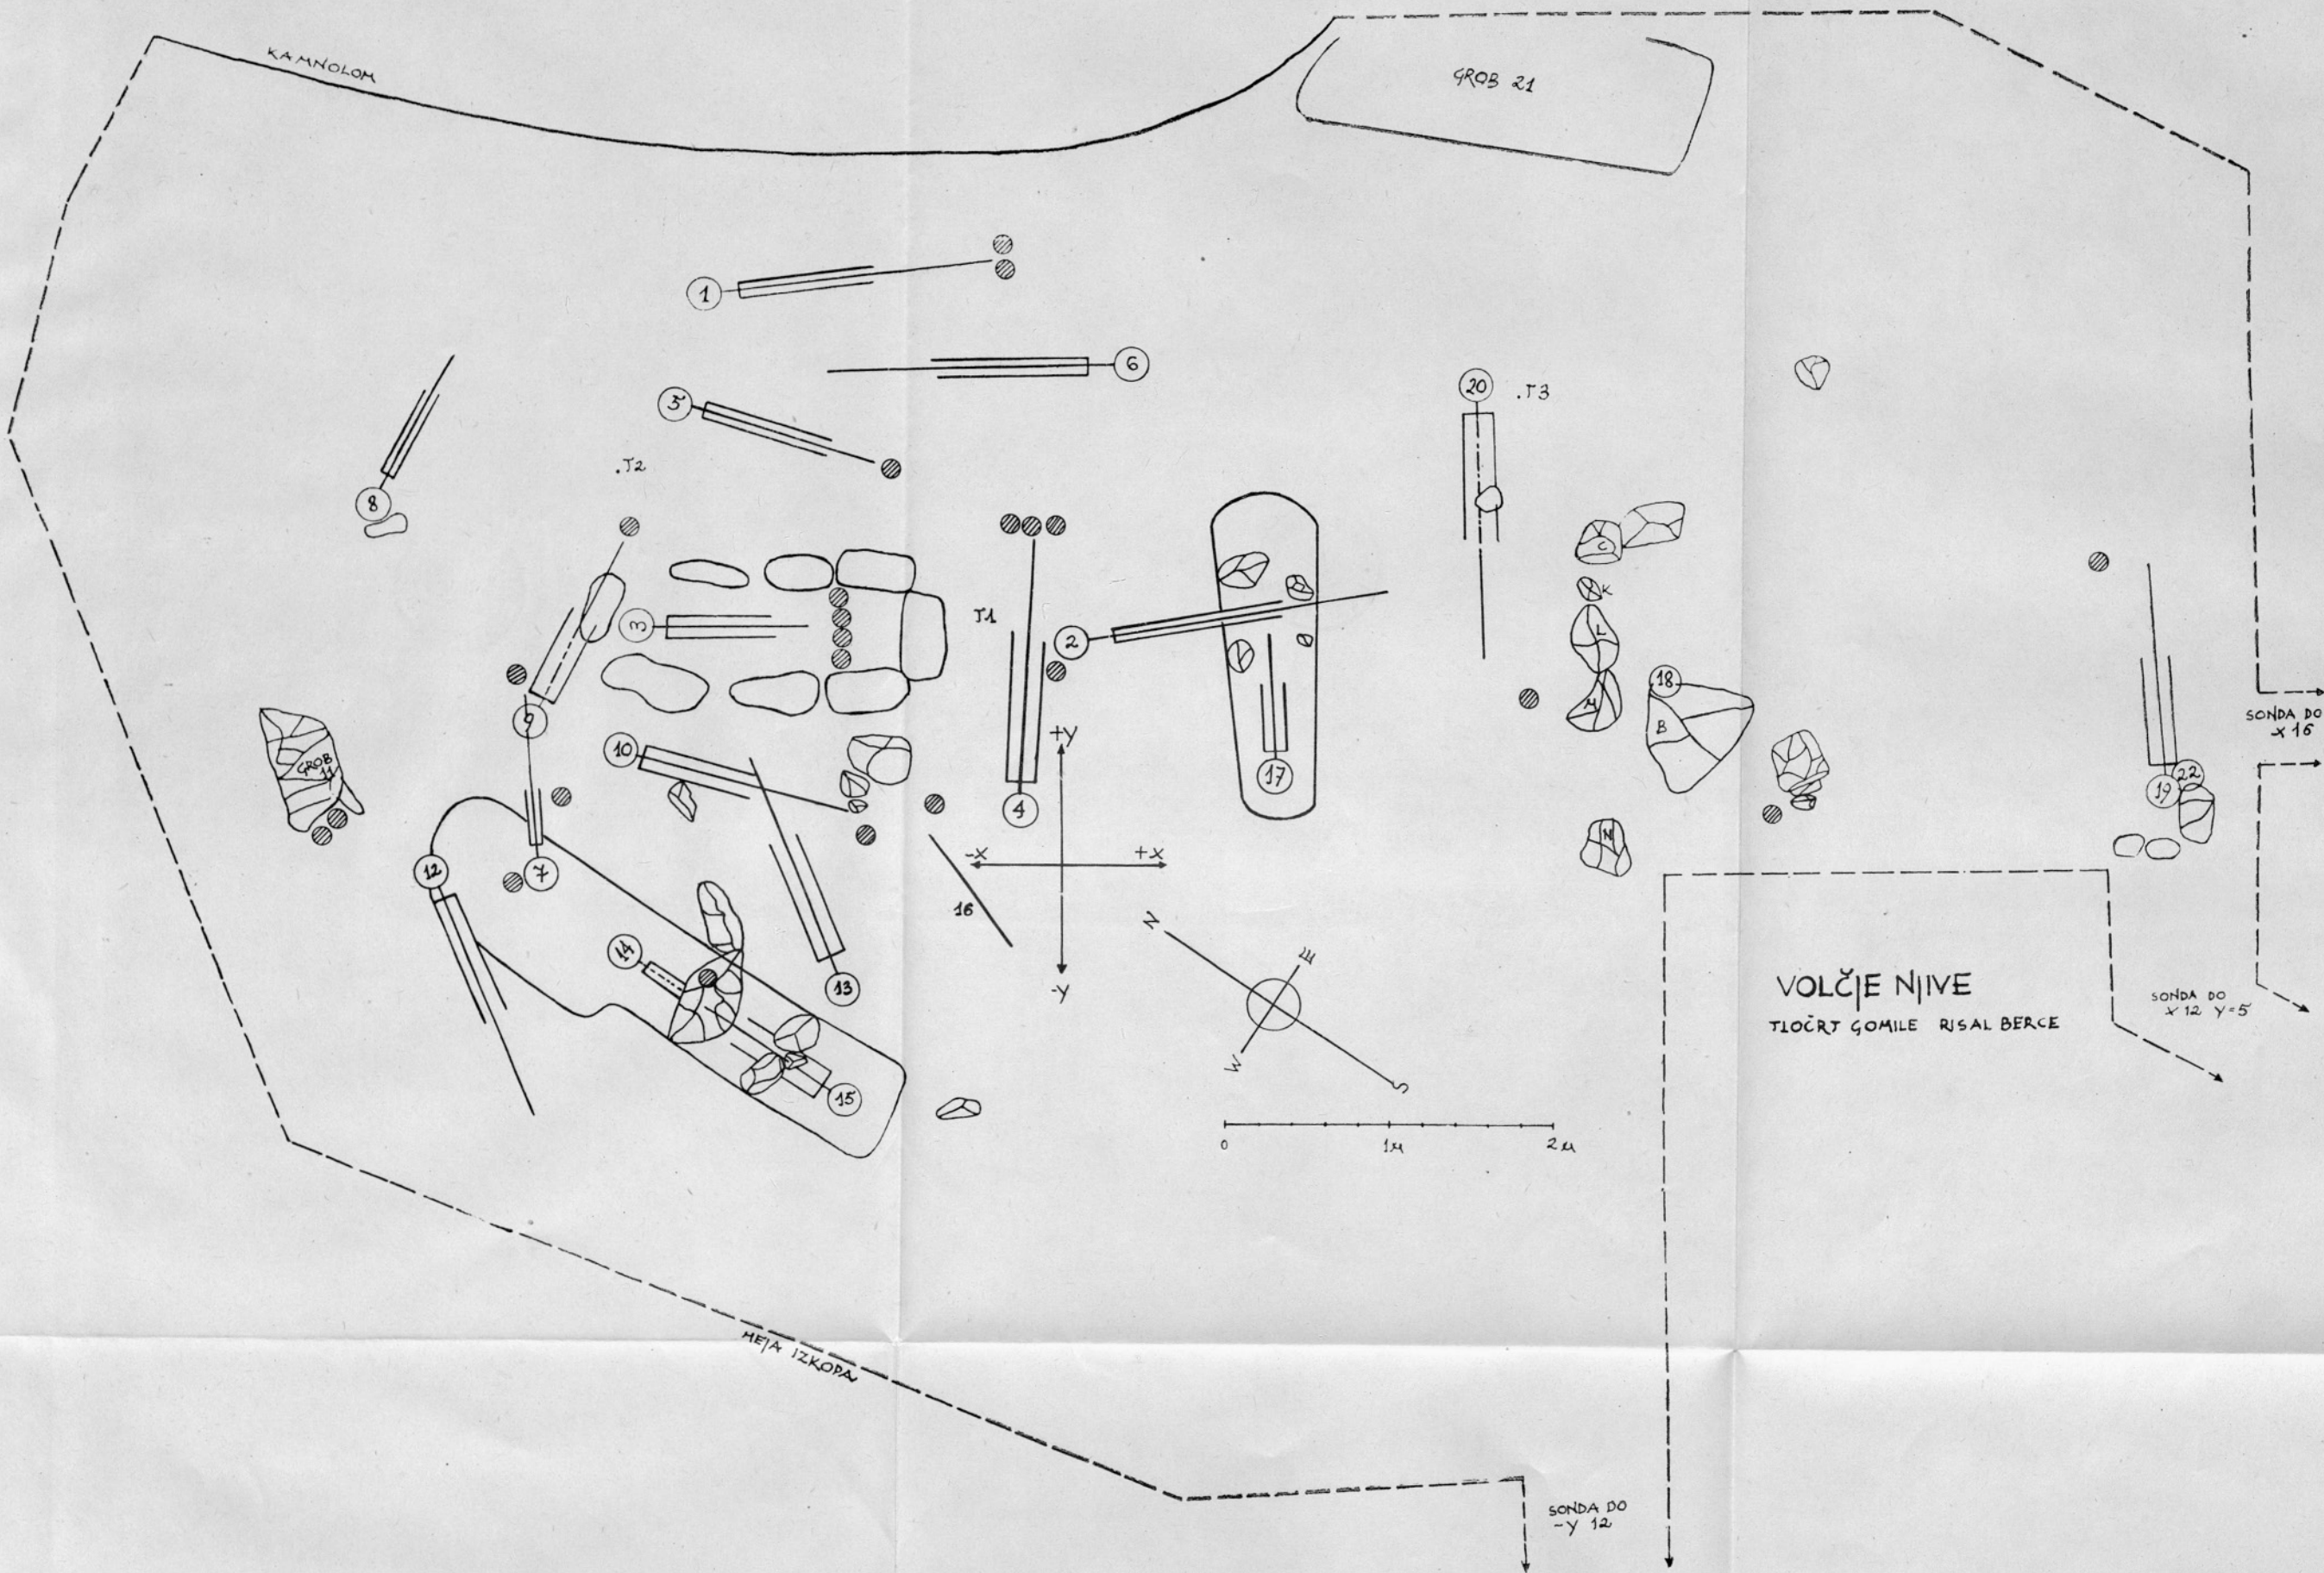 KAMNOLOM
GROB 21
1
6
5
20
.T3
.T2
8
C
K
3
T1
2
L
M
18
B
9
+Y
SONDA DO
X 16
10
GROB
11
17
4
22
19
N
-X
+X
12
7
16
14
13
-Y
N
E
W
S
VOLČJE NJIVE
TLOČRT GOMILE RISAL BERCE
SONDA DO
X 12 Y=5
15
0
1M
2M
MEJA IZKOPA
SONDA DO
-Y 12